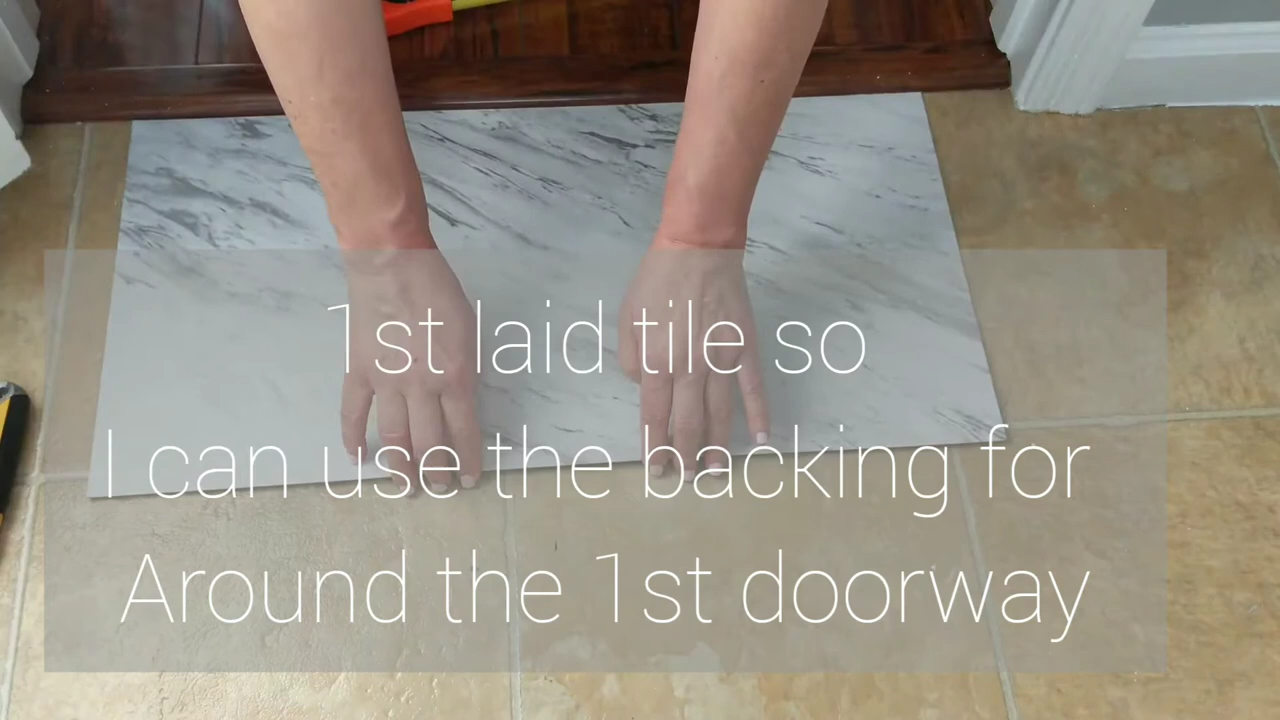 1st laid tile so
I can use the backing for
Around the 1st doorway